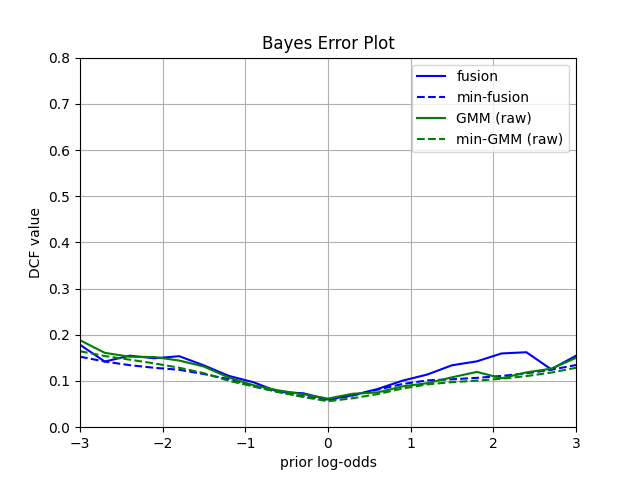 Bayes Error Plot
0.8
0.7
0.6
0.5
0.4
0.3
0.2
0.1
0.0
DCF value
fusion
min-fusion
GMM (raw)
min-GMM (raw)
−3 −2 −1 0 1 2 3
prior log-odds